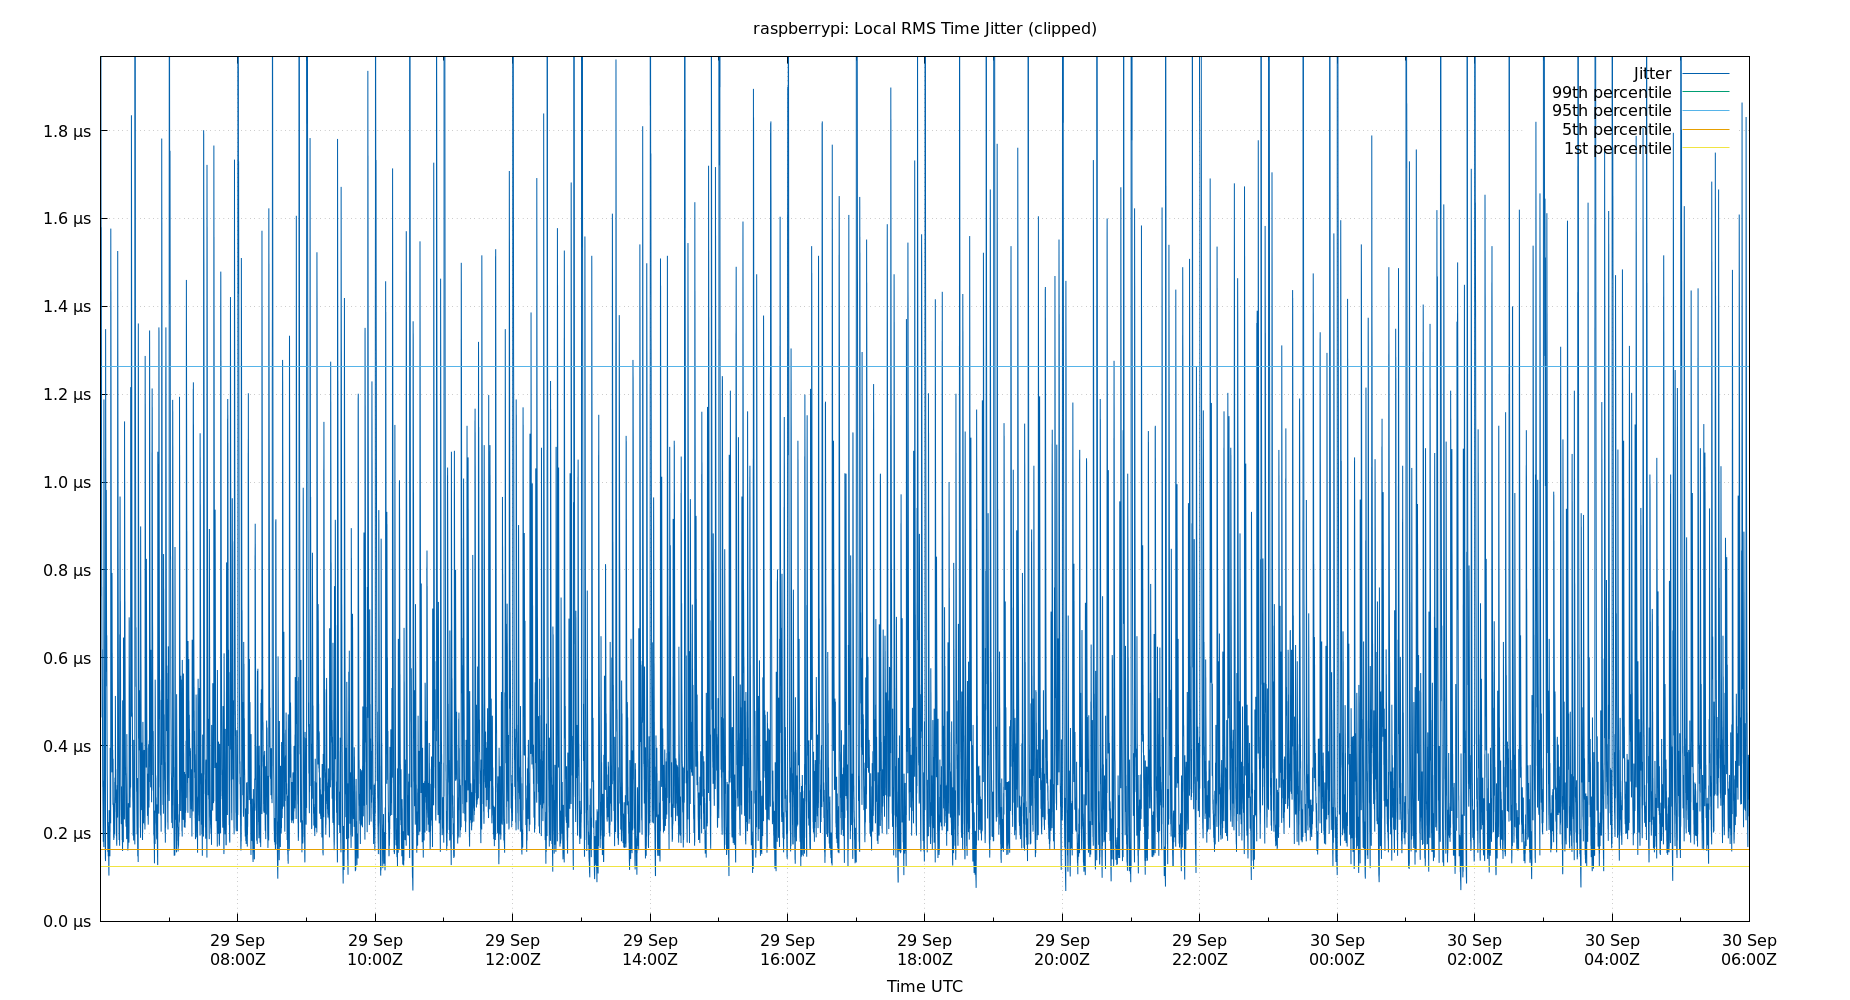 raspberrypi: Local RMS Time Jitter (clipped)
Jitter
99th percentile
95th percentile
5th percentile
1st percentile
1.8 µs
1.6 µs
1.4 µs
1.2 µs
1.0 µs
0.8 µs
0.6 µs
0.4 µs
0.2 µs
0.0 µs
29 Sep 29 Sep 29 Sep 29 Sep 29 Sep 29 Sep 29 Sep 29 Sep 30 Sep 30 Sep 30 Sep 30 Sep
08:00Z 10:00Z 12:00Z 14:00Z 16:00Z 18:00Z 20:00Z 22:00Z 00:00Z 02:00Z 04:00Z 06:00Z
Time UTC